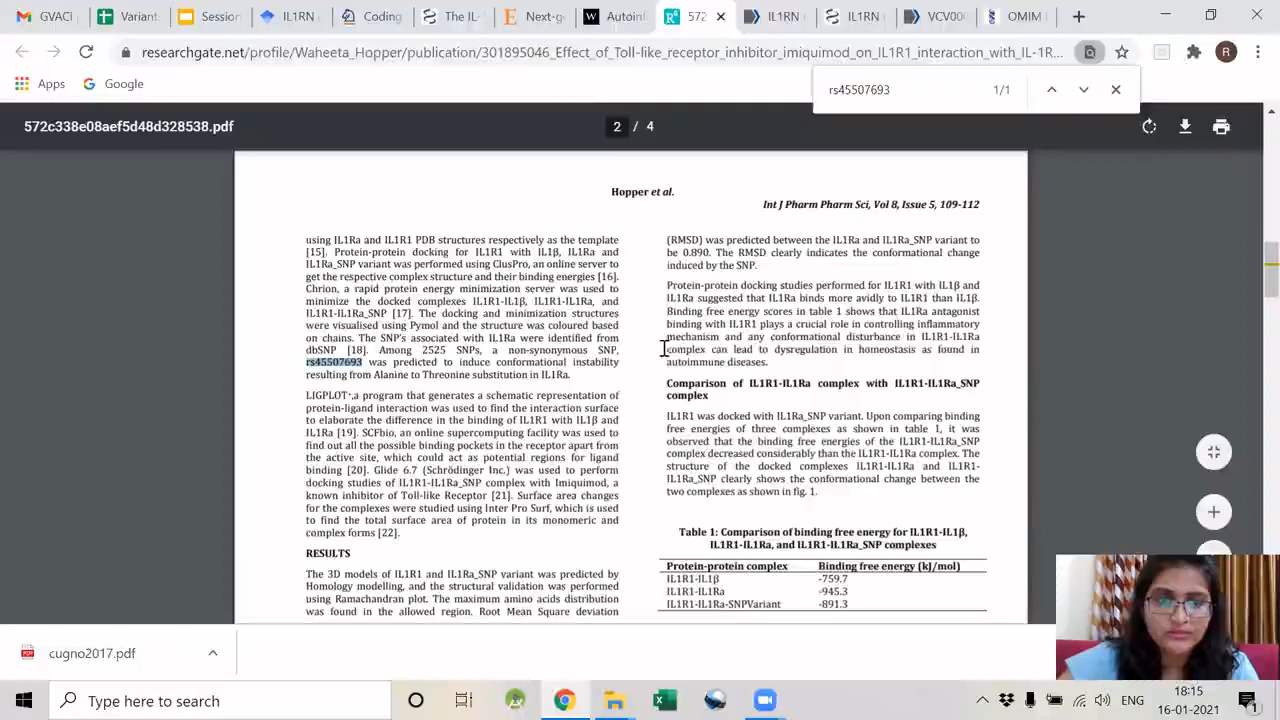 GVACI
Varian
Session
IL1RN
Coding
The IL-
Next-g
Autoin
572
IL1RN
IL1RN
VCV00
OMIM
researchgate.net/profile/Waheeta_Hopper/publication/301895046_Effect_of_Toll-like_receptor_inhibitor_imiquimod_on_IL1R1_interaction_with_IL-1R...
R
Apps
Google
rs45507693
1/1
572c338e08aef5d48d328538.pdf
2 / 4
Hopper et al.
Int J Pharm Pharm Sci, Vol 8, Issue 5, 109-112
using IL1Ra and IL1R1 PDB structures respectively as the template
[15]. Protein-protein docking for IL1R1 with IL1β, IL1Ra and
IL1Ra_SNP variant was performed using ClusPro, an online server to
get the respective complex structure and their binding energies [16].
Chrion, a rapid protein energy minimization server was used to
minimize the docked complexes IL1R1-IL1β, IL1R1-IL1Ra, and
IL1R1-IL1Ra_SNP [17]. The docking and minimization structures
were visualised using Pymol and the structure was coloured based
on chains. The SNP's associated with IL1Ra were identified from
dbSNP [18]. Among 2525 SNPs, a non-synonymous SNP,
rs45507693 was predicted to induce conformational instability
resulting from Alanine to Threonine substitution in IL1Ra.
LIGPLOT+,a program that generates a schematic representation of
protein-ligand interaction was used to find the interaction surface
to elaborate the difference in the binding of IL1R1 with IL1β and
IL1Ra [19]. SCFbio, an online supercomputing facility was used to
find out all the possible binding pockets in the receptor apart from
the active site, which could act as potential regions for ligand
binding [20]. Glide 6.7 (Schrödinger Inc.) was used to perform
docking studies of IL1R1-IL1Ra_SNP complex with Imiquimod, a
known inhibitor of Toll-like Receptor [21]. Surface area changes
for the complexes were studied using Inter Pro Surf, which is used
to find the total surface area of protein in its monomeric and
complex forms [22].
RESULTS
The 3D models of IL1R1 and IL1Ra_SNP variant was predicted by
Homology modelling, and the structural validation was performed
using Ramachandran plot. The maximum amino acids distribution
was found in the allowed region. Root Mean Square deviation
(RMSD) was predicted between the IL1Ra and IL1Ra_SNP variant to
be 0.890. The RMSD clearly indicates the conformational change
induced by the SNP.
Protein-protein docking studies performed for IL1R1 with IL1β and
IL1Ra suggested that IL1Ra binds more avidly to IL1R1 than IL1β.
Binding free energy scores in table 1 shows that IL1Ra antagonist
binding with IL1R1 plays a crucial role in controlling inflammatory
mechanism and any conformational disturbance in IL1R1-IL1Ra
complex can lead to dysregulation in homeostasis as found in
autoimmune diseases.
Comparison of IL1R1-IL1Ra complex with IL1R1-IL1Ra_SNP
complex
IL1R1 was docked with IL1Ra_SNP variant. Upon comparing binding
free energies of three complexes as shown in table 1, it was
observed that the binding free energies of the IL1R1-IL1Ra_SNP
complex decreased considerably than the IL1R1-IL1Ra complex. The
structure of the docked complexes IL1R1-IL1Ra and IL1R1-
IL1Ra_SNP clearly shows the conformational change between the
two complexes as shown in fig. 1.
Table 1: Comparison of binding free energy for IL1R1-IL1β,
IL1R1-IL1Ra, and IL1R1-IL1Ra_SNP complexes
Protein-protein complex Binding free energy (kJ/mol)
IL1R1-IL1β -759.7
IL1R1-IL1Ra -945.3
IL1R1-IL1Ra-SNPVariant -891.3
cugno2017.pdf
Type here to search
ENG
18:15
16-01-2021